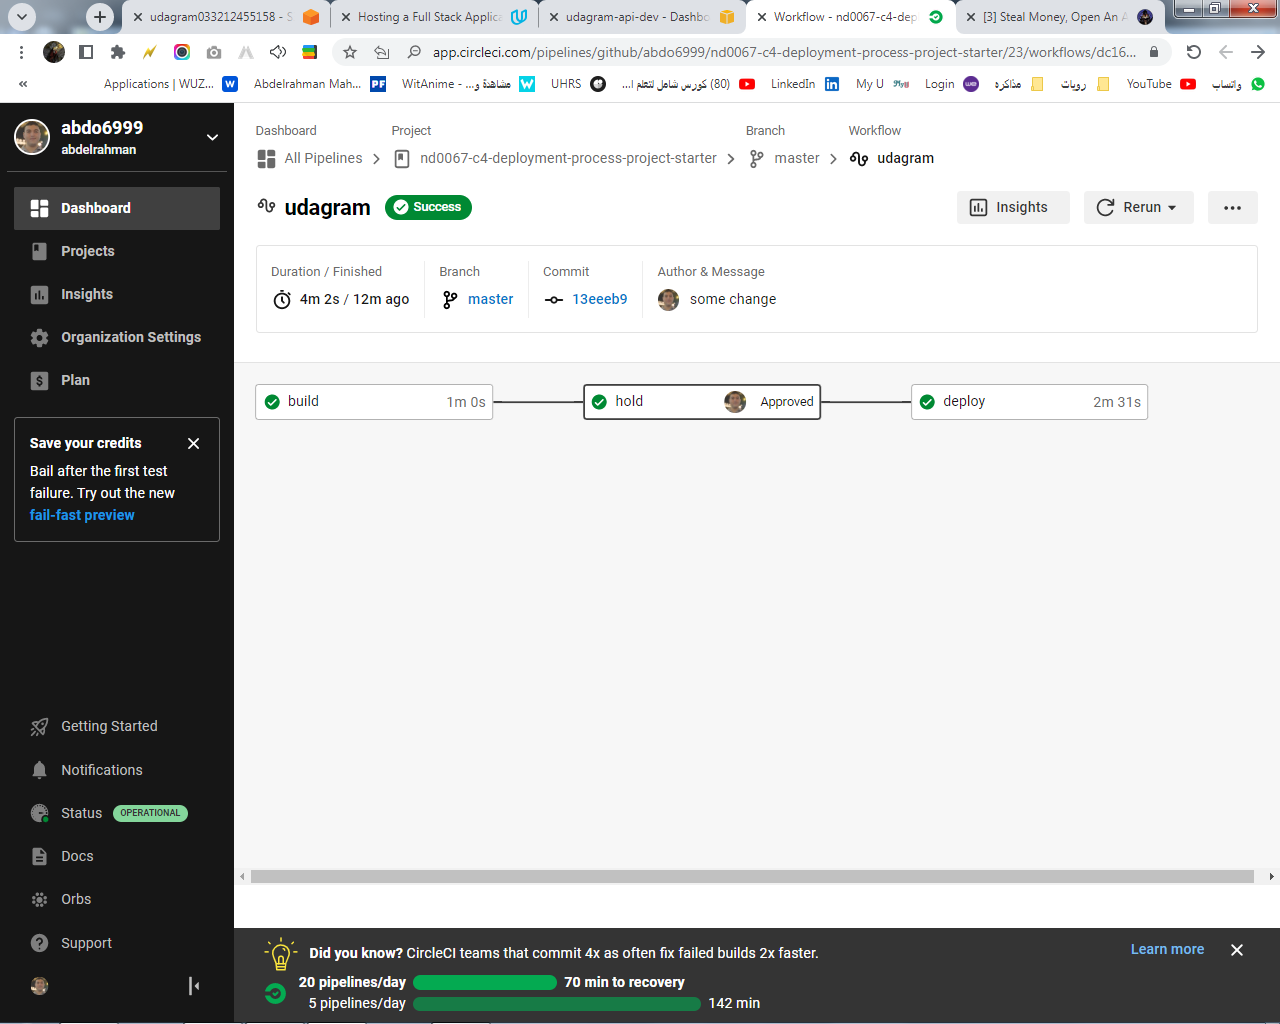 udagram033212455158 - S
Hosting a Full Stack Applica
udagram-api-dev - Dashbo
Workflow - nd0067-c4-dep
[3] Steal Money, Open An A
app.circleci.com/pipelines/github/abdo6999/nd0067-c4-deployment-process-project-starter/23/workflows/dc16...
Applications | WUZ...
Abdelrahman Mah...
WitAnime - مشاهدة و...
UHRS
(80) كورس شامل لتعلم ا...
LinkedIn
My U
Login
مذاكره
رويات
YouTube
واتساب
abdo6999
abdelrahman
Dashboard
Projects
Insights
Organization Settings
Plan
Save your credits
Bail after the first test
failure. Try out the new
fail-fast preview
Getting Started
Notifications
Status OPERATIONAL
Docs
Orbs
Support
Dashboard Project Branch Workflow
All Pipelines nd0067-c4-deployment-process-project-starter master udagram
udagram Success Insights Rerun
Duration / Finished Branch Commit Author & Message
4m 2s / 12m ago master 13eeeb9 some change
build 1m 0s hold Approved deploy 2m 31s
Did you know? CircleCI teams that commit 4x as often fix failed builds 2x faster.
Learn more
20 pipelines/day 70 min to recovery
5 pipelines/day 142 min